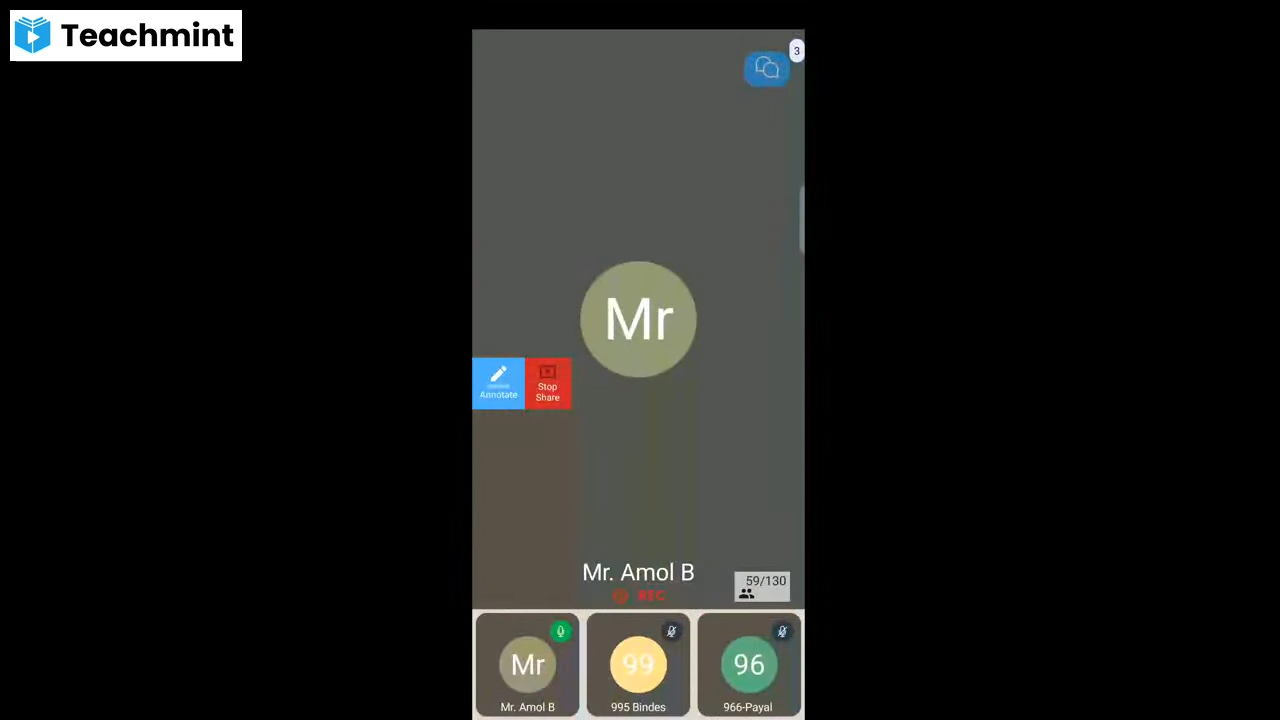 Teachmint
3
Mr
Annotate
Stop
Share
Mr. Amol B
REC
59/130
Mr
99
96
Mr. Amol B
995 Bindes
966-Payal